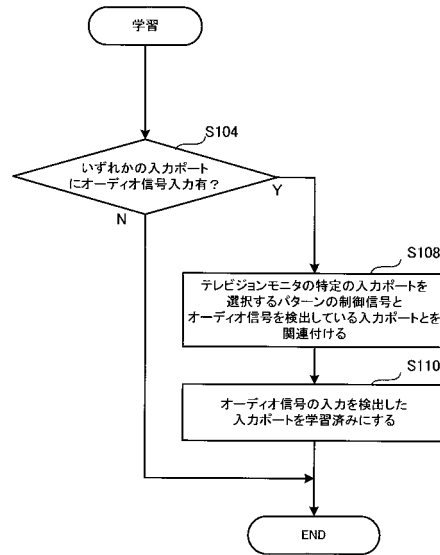 学習
S104
いずれかの入力ポート
にオーディオ信号入力有？
N
Y
S108
テレビジョンモニタの特定の入力ポートを
選択するパターンの制御信号と
オーディオ信号を検出している入力ポートとを
関連付ける
S110
オーディオ信号の入力を検出した
入力ポートを学習済みにする
END